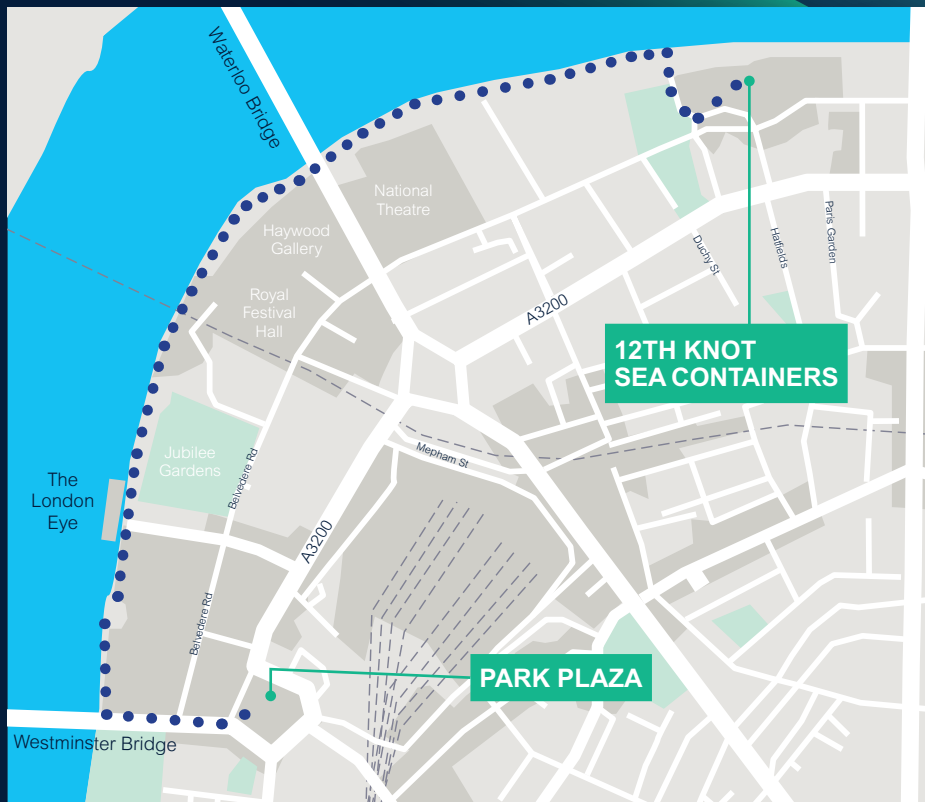 Waterloo Bridge
National
Theatre
Haywood
Gallery
Royal
Festival
Hall
A3200
Duchy St
Hatfields
Paris Garden
12TH KNOT
SEA CONTAINERS
Mepham St
Jubilee
Gardens
Belvedere Rd
The
London
Eye
A3200
Belvedere Rd
PARK PLAZA
Westminster Bridge